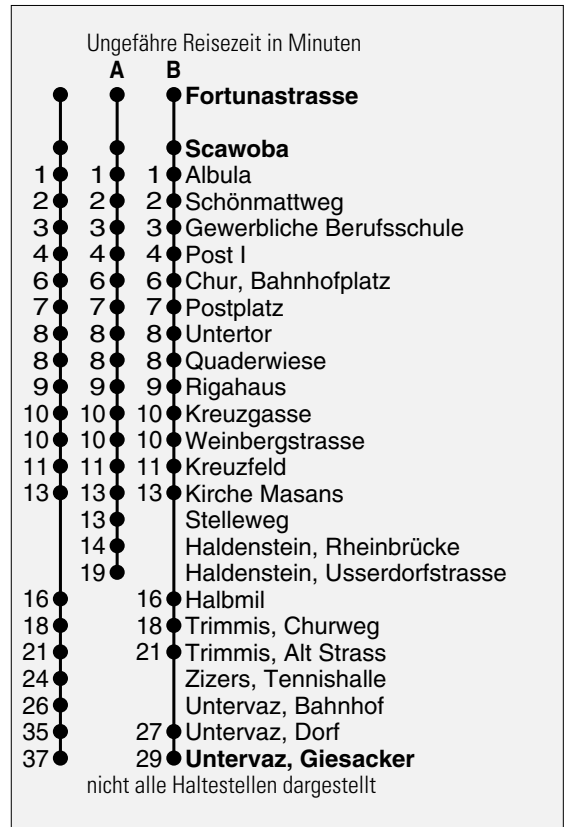 Ungefähre Reisezeit in Minuten
A B
Fortunastrasse
Scawoba
1 1 1 Albula
2 2 2 Schönmattweg
3 3 3 Gewerbliche Berufsschule
4 4 4 Post I
6 6 6 Chur, Bahnhofplatz
7 7 7 Postplatz
8 8 8 Untertor
8 8 8 Quaderwiese
9 9 9 Rigahaus
10 10 10 Kreuzgasse
10 10 10 Weinbergstrasse
11 11 11 Kreuzfeld
13 13 13 Kirche Masans
13 Stelleweg
14 Haldenstein, Rheinbrücke
19 Haldenstein, Usserdorfstrasse
16 16 Halbmil
18 18 Trimmis, Churweg
21 21 Trimmis, Alt Strass
24 Zizers, Tennishalle
26 Untervaz, Bahnhof
35 27 Untervaz, Dorf
37 29 Untervaz, Giesacker
nicht alle Haltestellen dargestellt